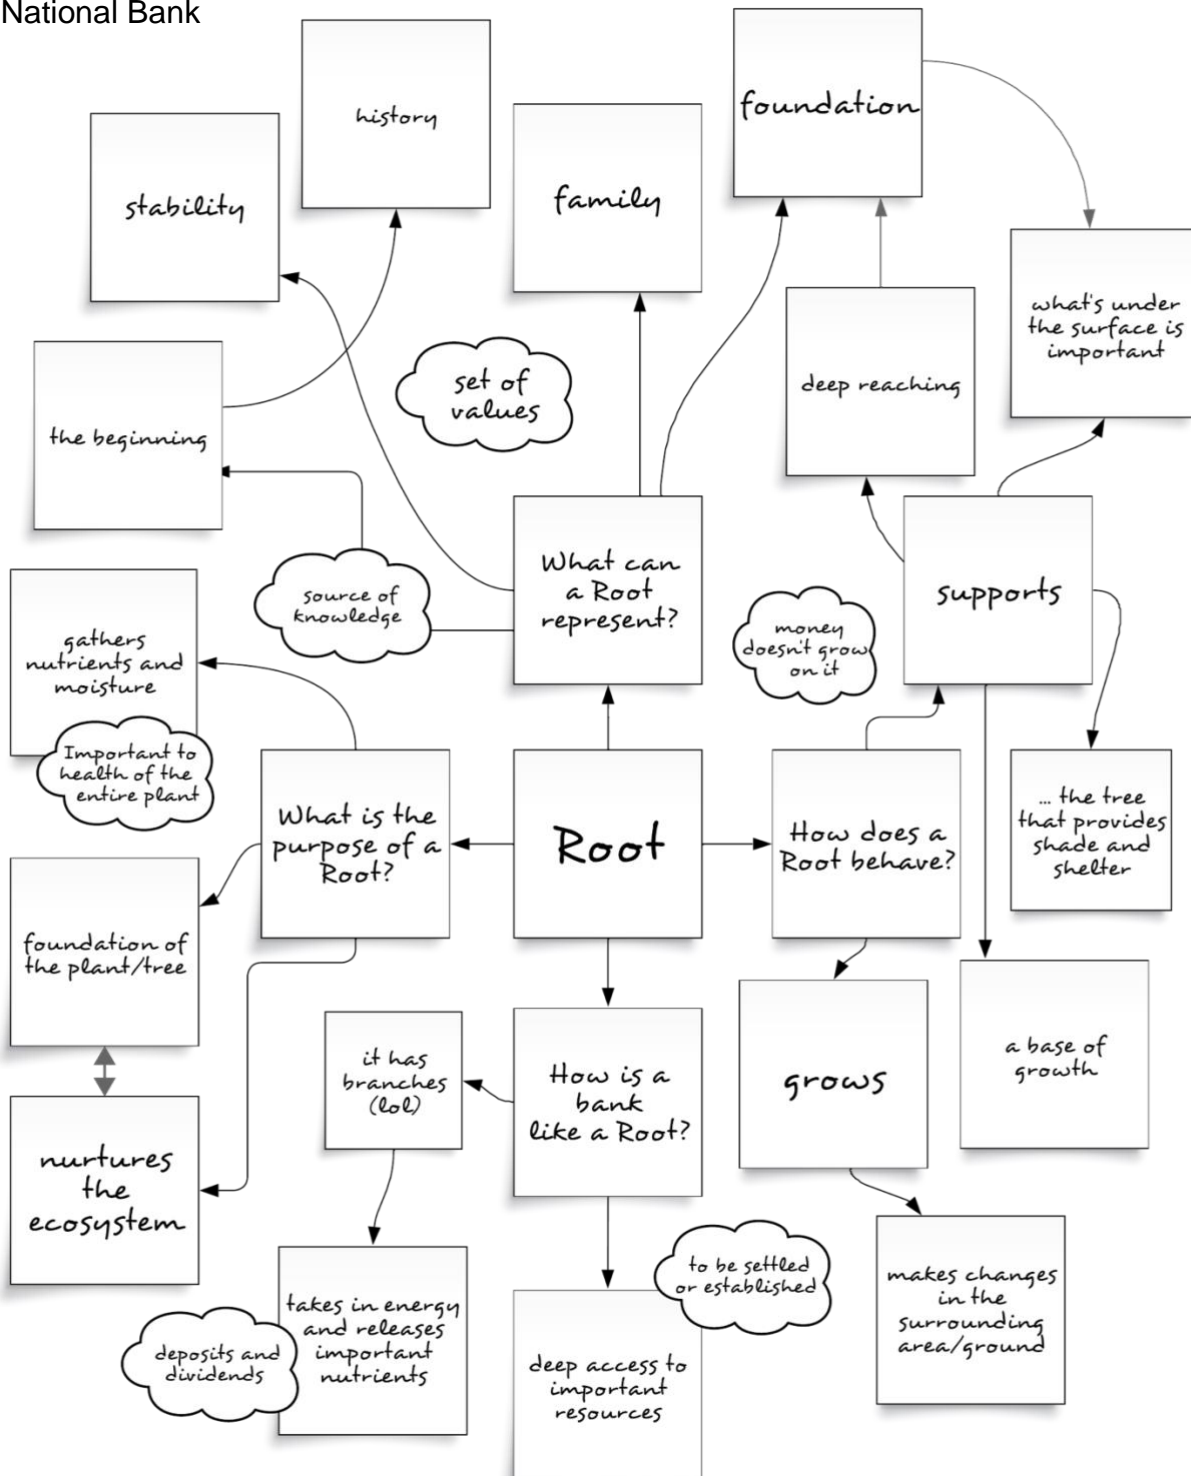 National Bank
history
foundation
stability
family
what's under
the surface is
important
deep reaching
set of
values
the beginning
What can
a Root
represent?
supports
source of
knowledge
money
doesn't grow
on it
gathers
nutrients and
moisture
Important to
health of the
entire plant
What is the
purpose of a
Root?
Root
How does a
Root behave?
... the tree
that provides
shade and
shelter
foundation of
the plant/tree
it has
branches
(lol)
How is a
bank
like a Root?
grows
a base of
growth
nurtures
the
ecosystem
to be settled
or established
makes changes
in the
surrounding
area/ground
takes in energy
and releases
important
nutrients
deposits and
dividends
deep access to
important
resources